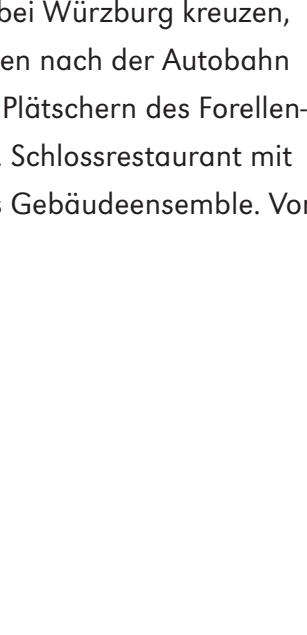 bei Würzburg kreuzen,
en nach der Autobahn
Plätschern des Forellen-
Schlossrestaurant mit
Gebäudeensemble. Vor